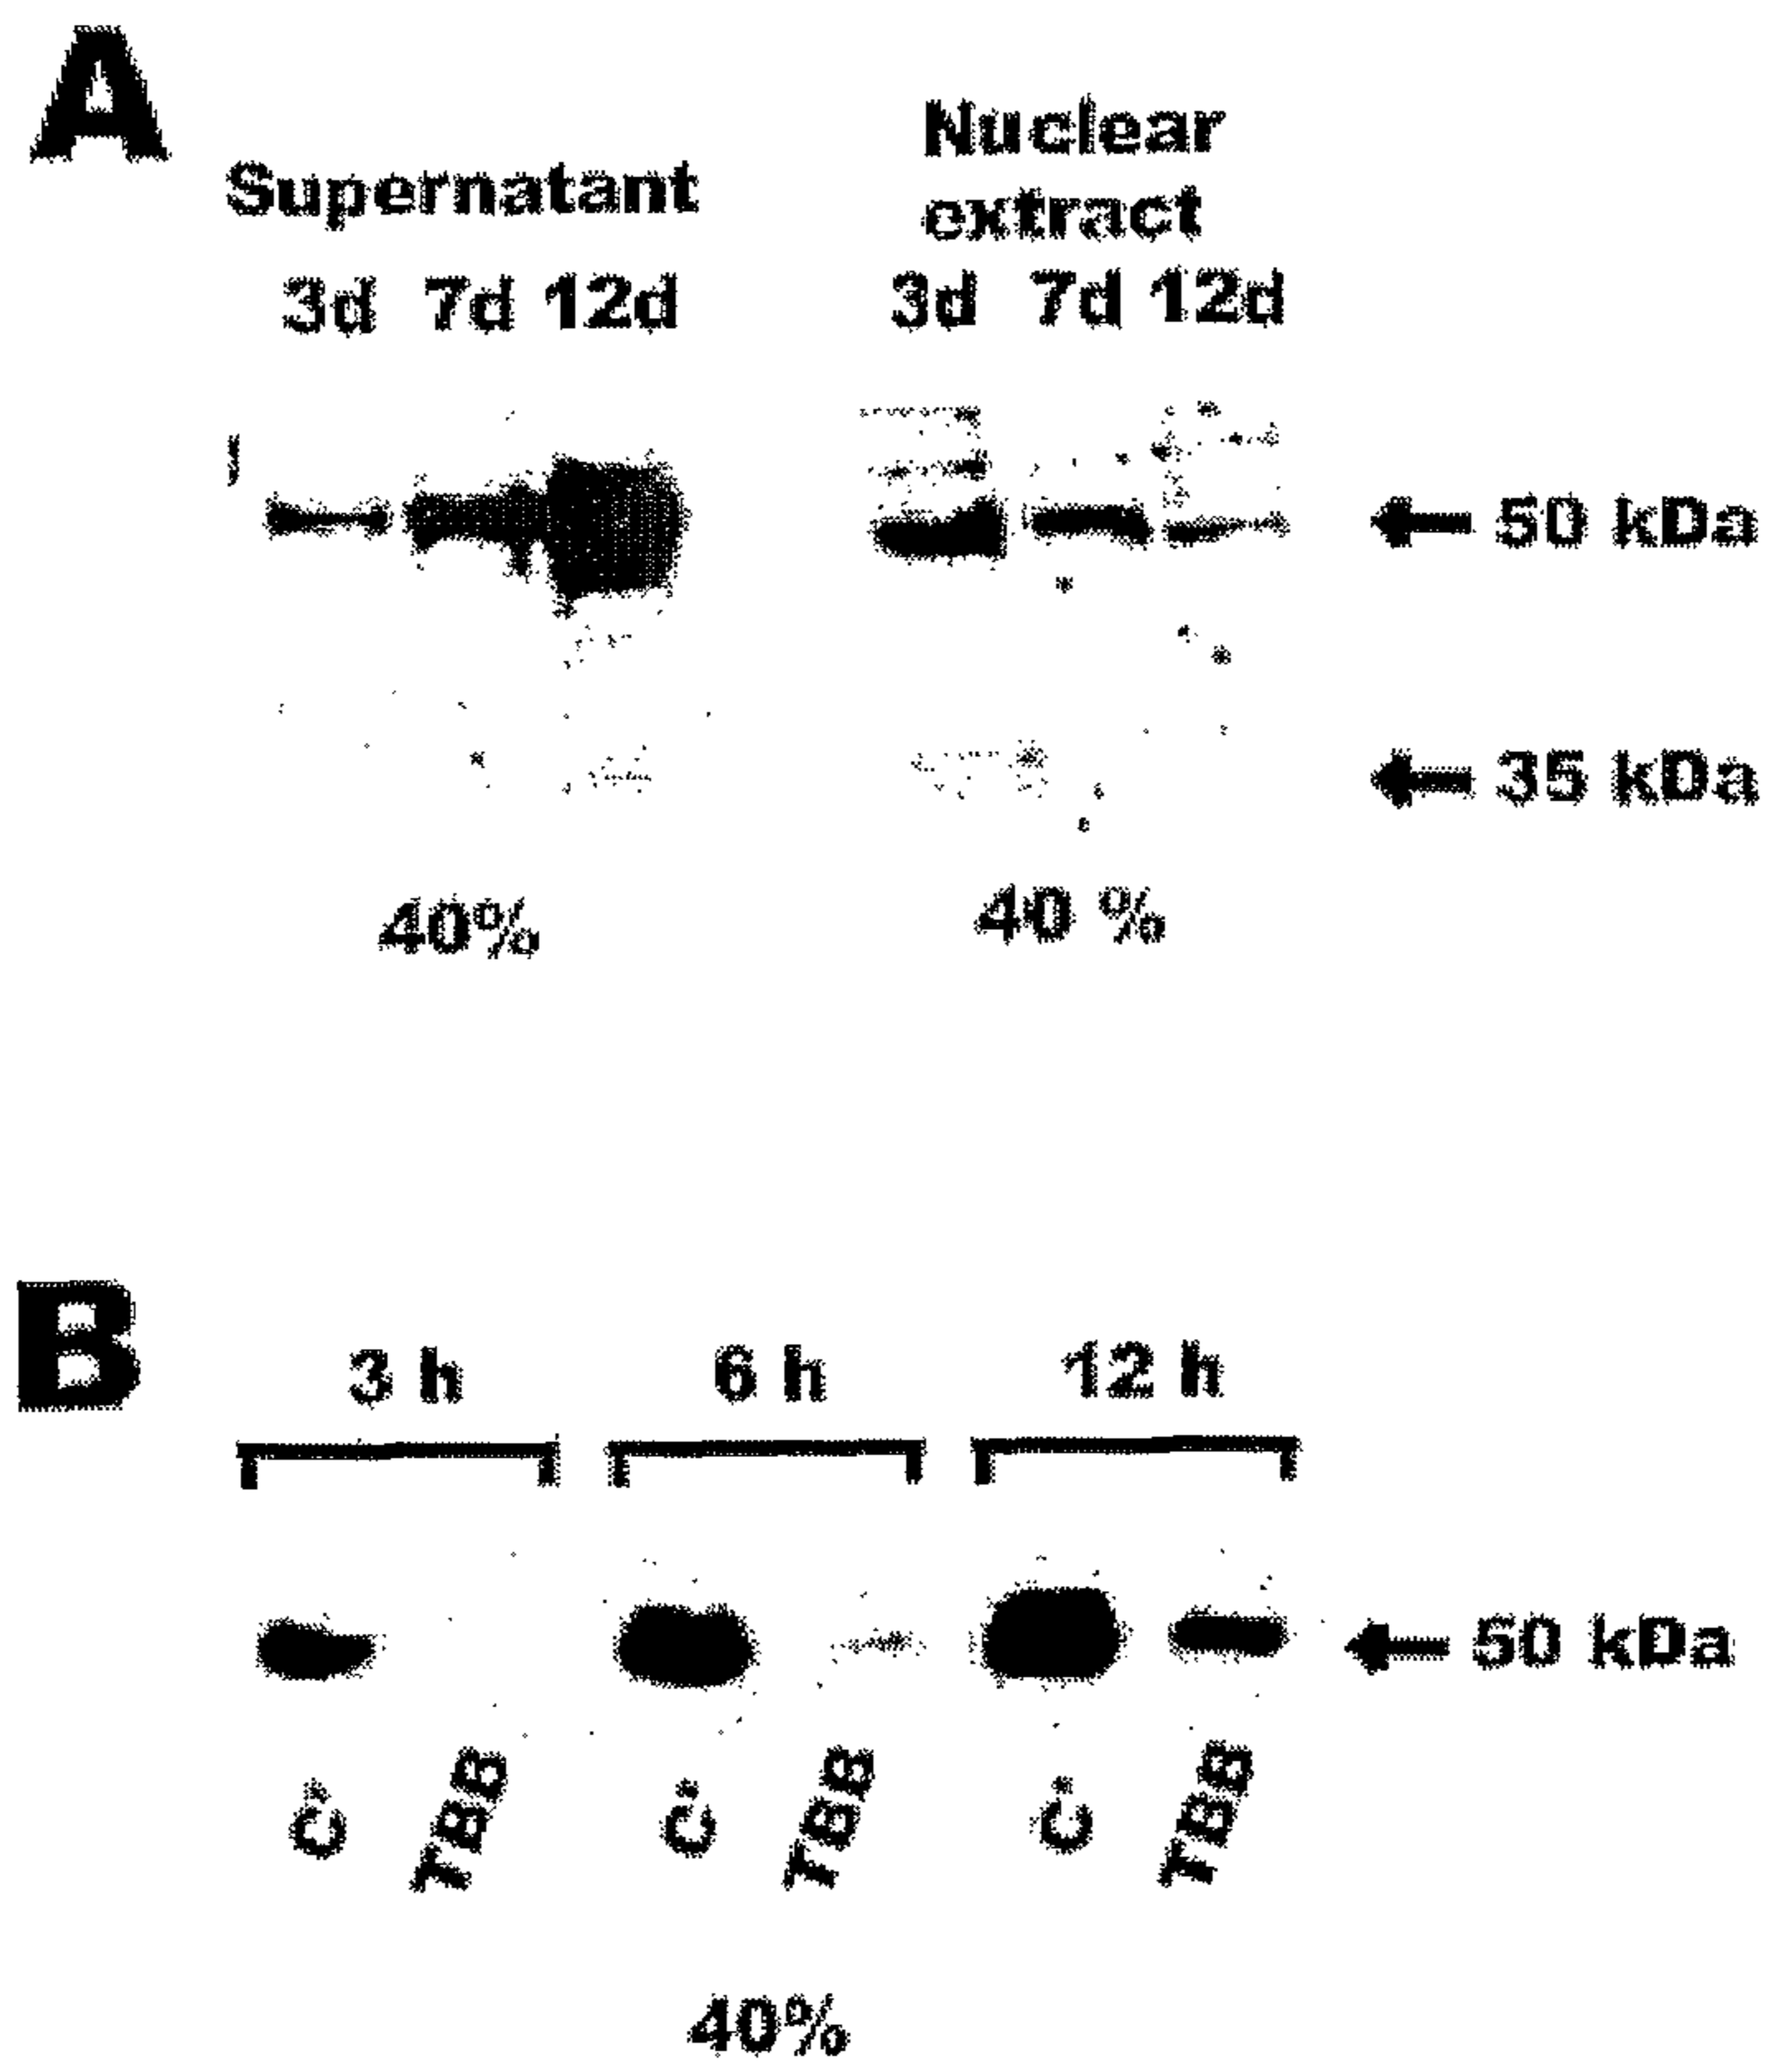 A
Supernatant
Nuclear
extract
3d 7d 12d
3d 7d 12d
50 kDa
35 kDa
40%
40 %
B
3 h
6 h
12 h
50 kDa
TBB
TBB
TBB
40%